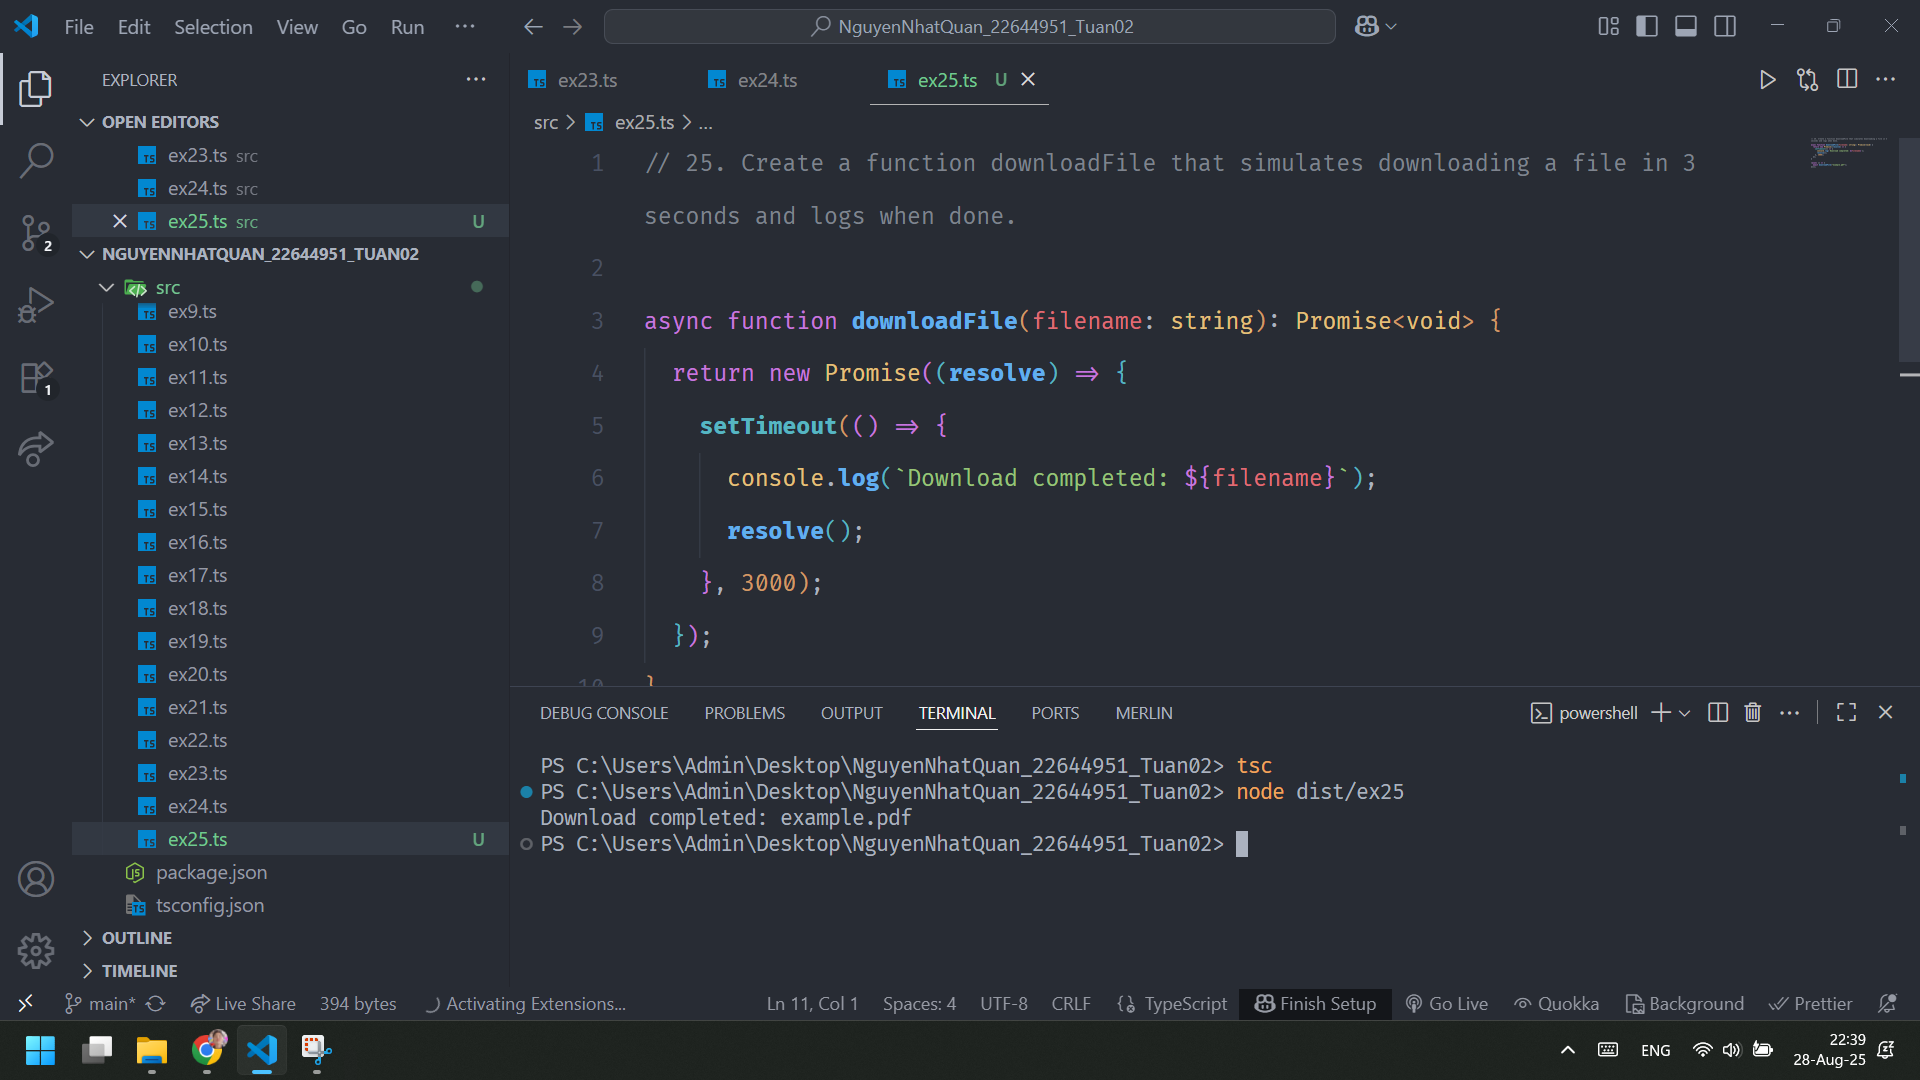 File Edit Selection View Go Run ···
NguyenNhatQuan_22644951_Tuan02
EXPLORER
OPEN EDITORS
ex23.ts src
ex24.ts src
ex25.ts src U
NGUYENNHATQUAN_22644951_TUAN02
src
ex9.ts
ex10.ts
ex11.ts
ex12.ts
ex13.ts
ex14.ts
ex15.ts
ex16.ts
ex17.ts
ex18.ts
ex19.ts
ex20.ts
ex21.ts
ex22.ts
ex23.ts
ex24.ts
ex25.ts U
package.json
tsconfig.json
OUTLINE
TIMELINE
2
1
ex23.ts ex24.ts ex25.ts U
src > ex25.ts > ...
1 // 25. Create a function downloadFile that simulates downloading a file in 3
seconds and logs when done.
2
3 async function downloadFile(filename: string): Promise<void> {
4 return new Promise((resolve) => {
5 setTimeout(() => {
6 console.log(`Download completed: ${filename}`);
7 resolve();
8 }, 3000);
9 });
10 }
DEBUG CONSOLE PROBLEMS OUTPUT TERMINAL PORTS MERLIN
powershell
PS C:\Users\Admin\Desktop\NguyenNhatQuan_22644951_Tuan02> tsc
PS C:\Users\Admin\Desktop\NguyenNhatQuan_22644951_Tuan02> node dist/ex25
Download completed: example.pdf
PS C:\Users\Admin\Desktop\NguyenNhatQuan_22644951_Tuan02>
main* Live Share 394 bytes Activating Extensions... Ln 11, Col 1 Spaces: 4 UTF-8 CRLF {} TypeScript Finish Setup Go Live Quokka Background Prettier
ENG
22:39
28-Aug-25